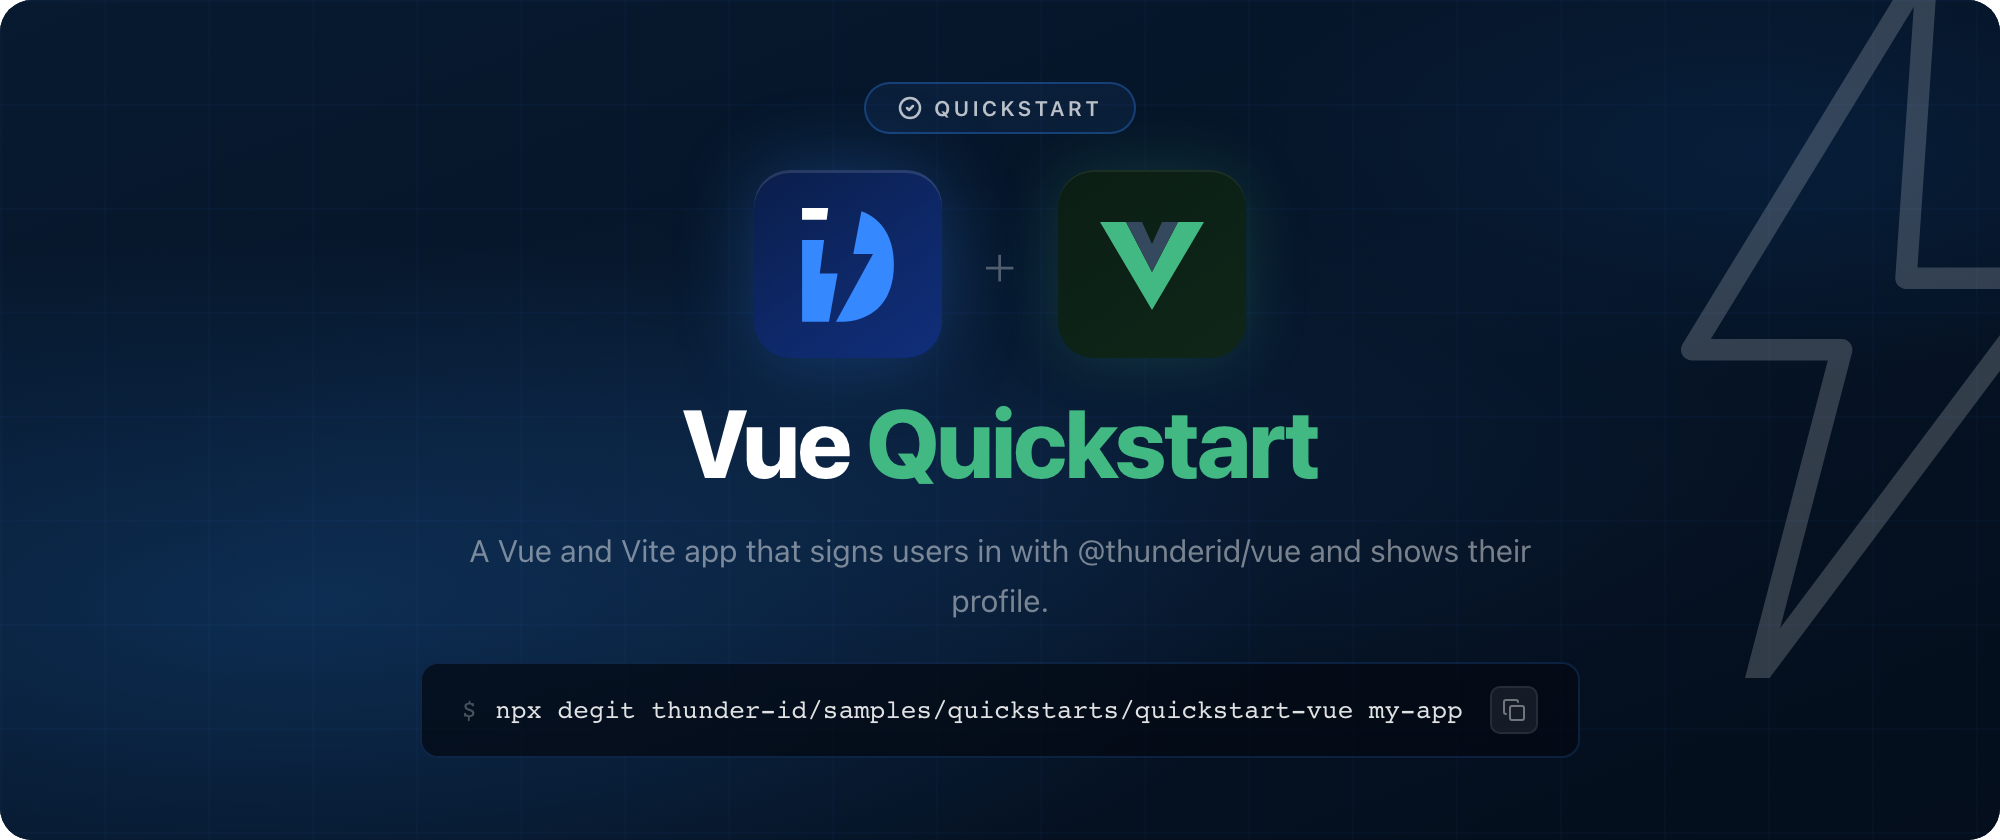 QUICKSTART
Vue Quickstart
A Vue and Vite app that signs users in with @thunderid/vue and shows their
profile.
$ npx degit thunder-id/samples/quickstarts/quickstart-vue my-app